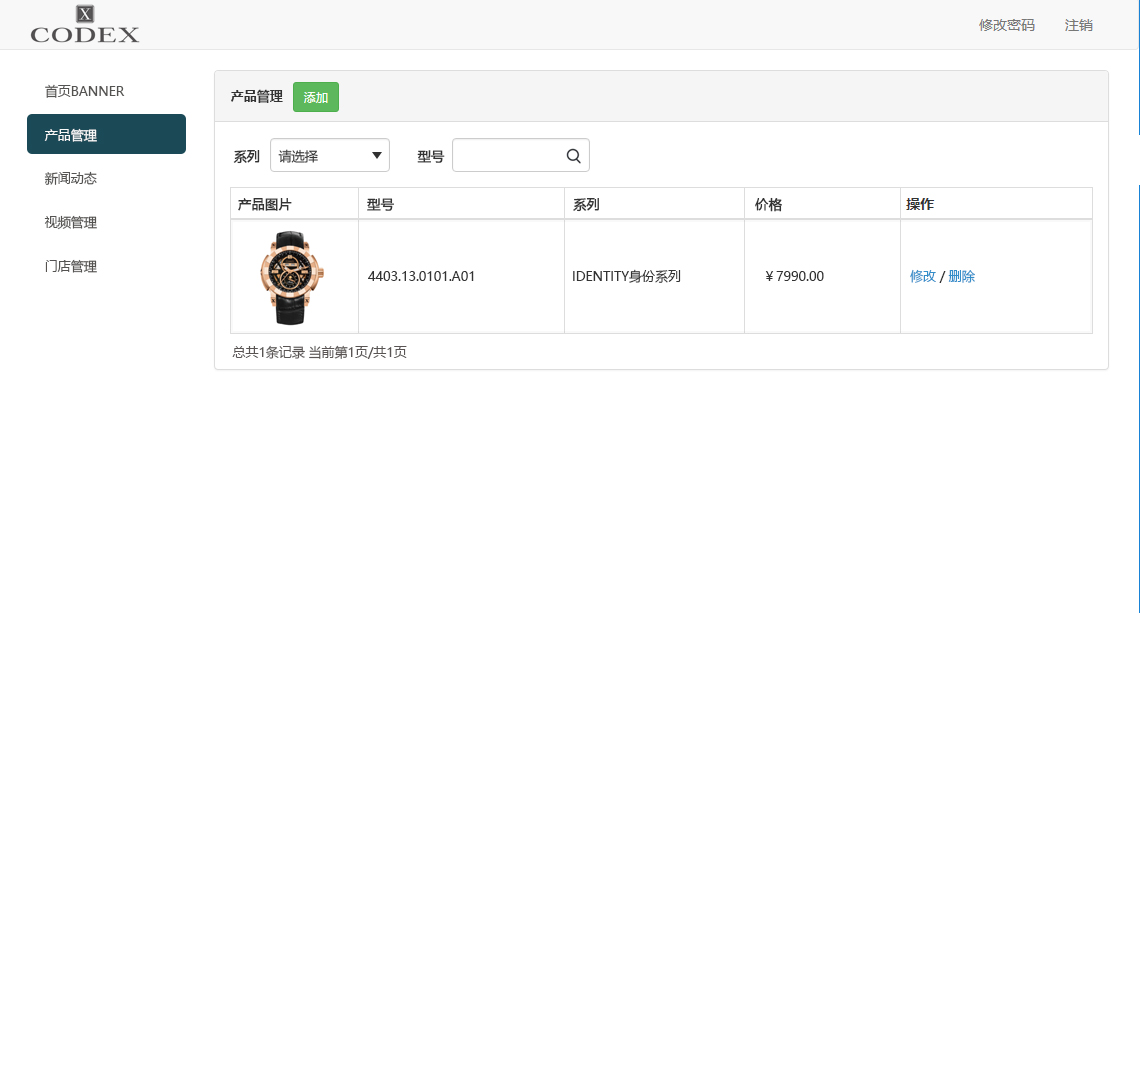 X
CODEX
修改密码 注销
首页BANNER
产品管理
新闻动态
视频管理
门店管理
产品管理 添加
系列 请选择 型号
产品图片 型号 系列 价格 操作
4403.13.0101.A01 IDENTITY身份系列 ¥ 7990.00 修改 / 删除
总共1条记录 当前第1页/共1页